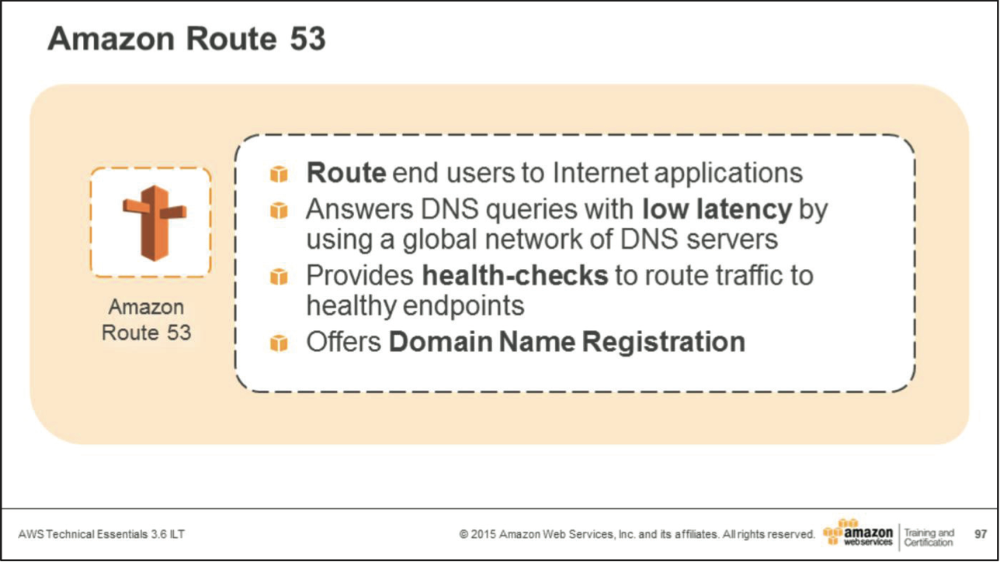 Amazon Route 53
Route end users to Internet applications
Answers DNS queries with low latency by
using a global network of DNS servers
Provides health-checks to route traffic to
healthy endpoints
Offers Domain Name Registration
Amazon
Route 53
AWS Technical Essentials 3.6 ILT
© 2015 Amazon Web Services, Inc. and its affiliates. All rights reserved.
amazon
webservices
Training and
Certification
97